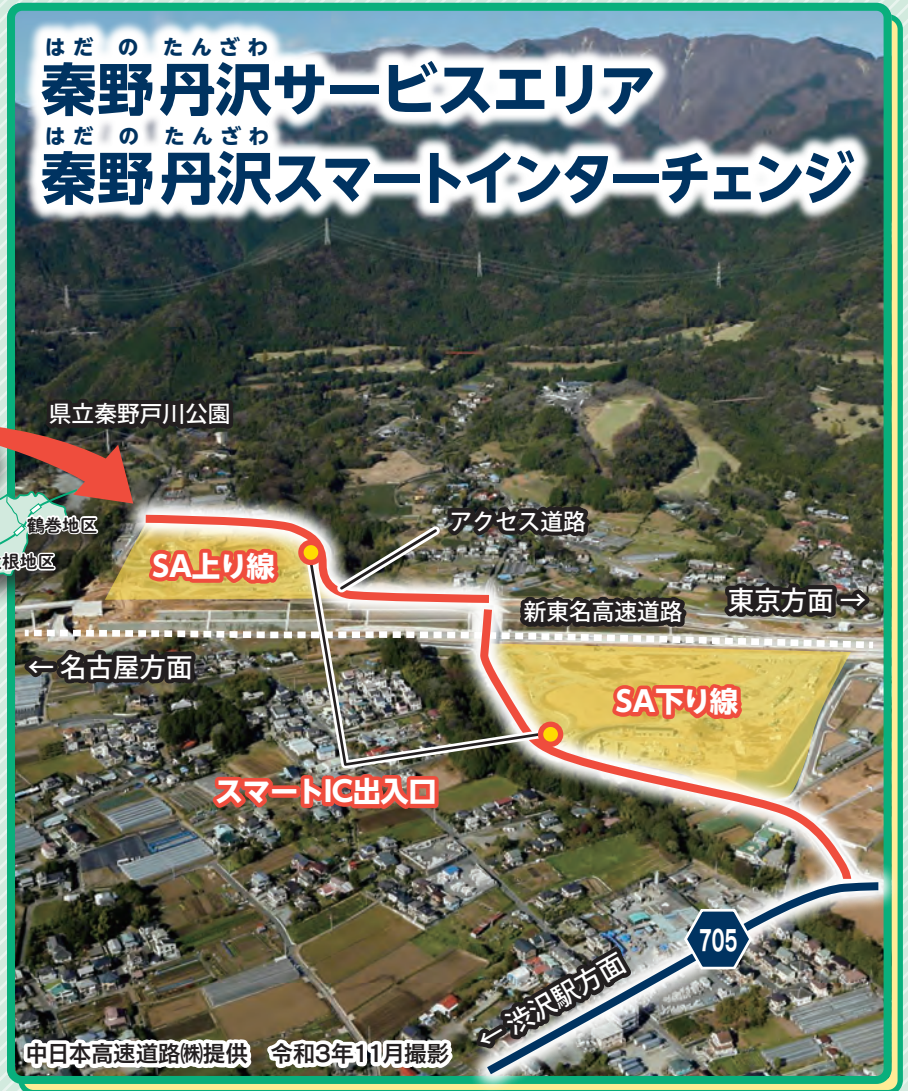 はだ の たんざわ
秦野丹沢サービスエリア
はだ の たんざわ
秦野丹沢スマートインターチェンジ
県立秦野戸川公園
鶴巻地区
根地区
アクセス道路
SA上り線
新東名高速道路
東京方面→
←名古屋方面
SA下り線
スマートIC出入口
705
←渋沢駅方面
中日本高速道路㈱提供 令和3年11月撮影